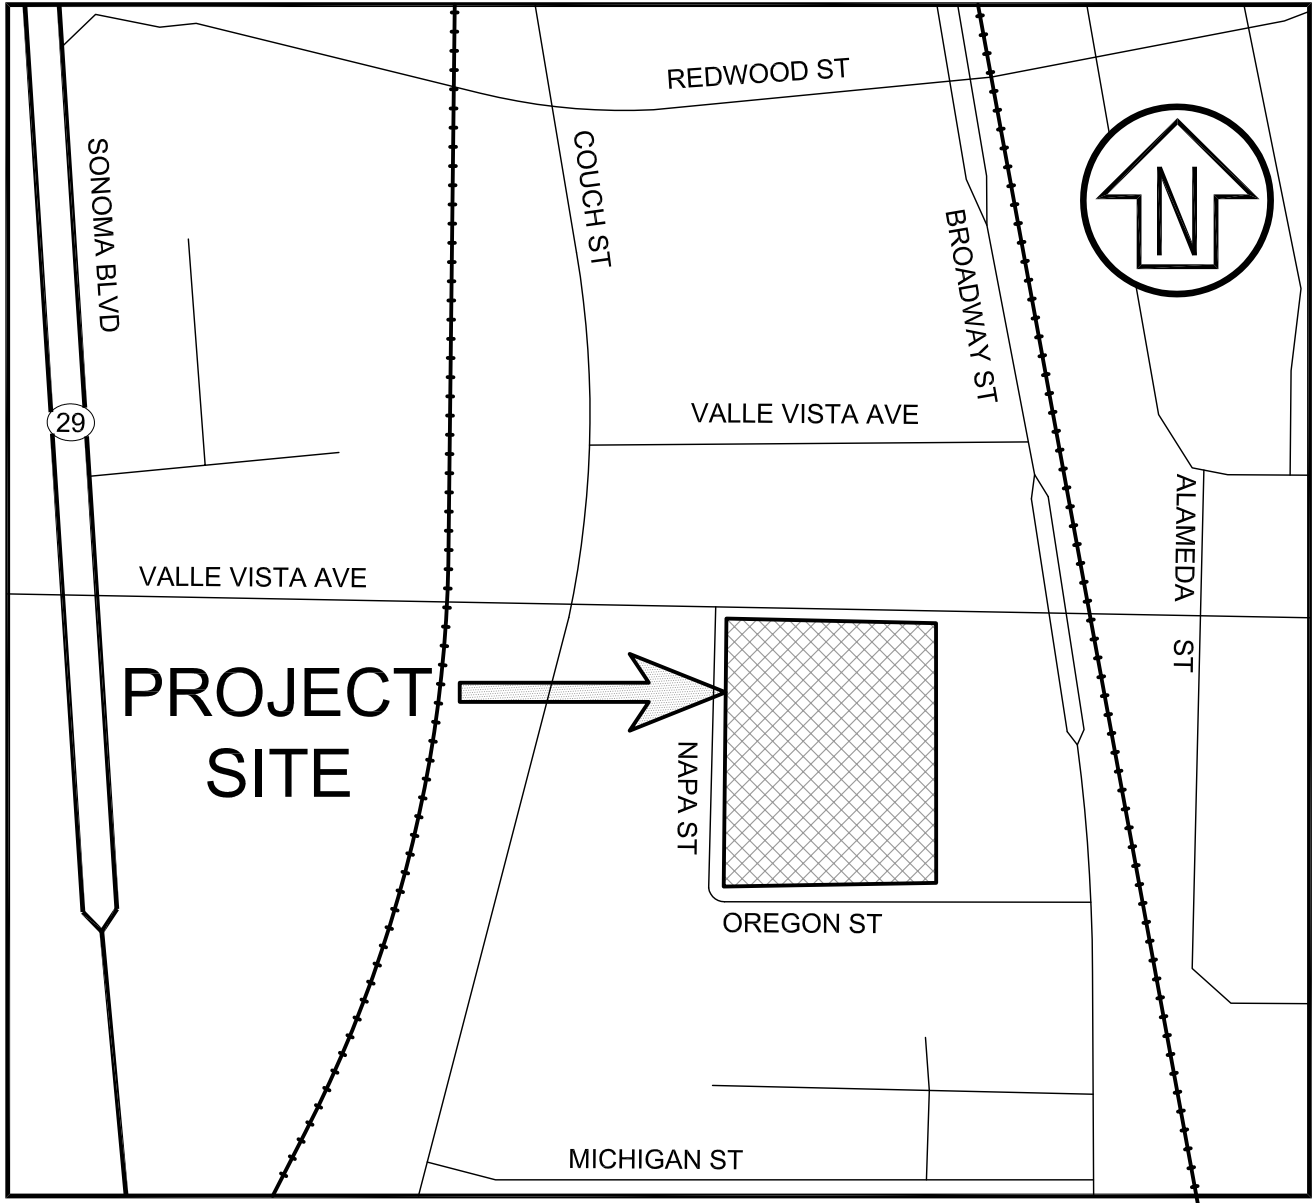 REDWOOD ST
SONOMA BLVD
COUCH ST
N
BROADWAY ST
29
VALLE VISTA AVE
ALAMEDA ST
VALLE VISTA AVE
PROJECT
SITE
NAPA ST
OREGON ST
MICHIGAN ST